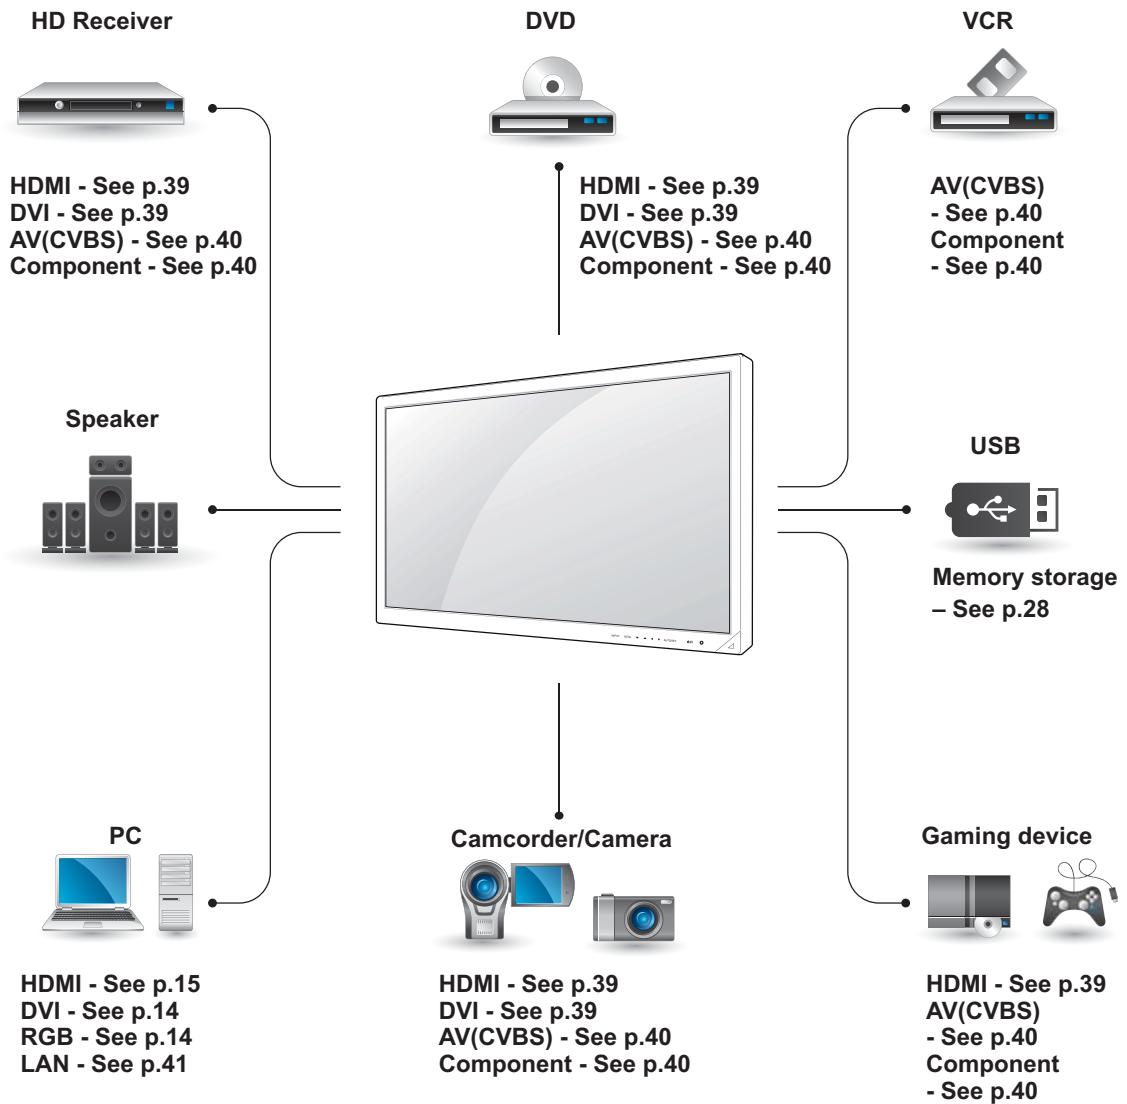 HD Receiver
HDMI - See p.39
DVI - See p.39
AV(CVBS) - See p.40
Component - See p.40
DVD
HDMI - See p.39
DVI - See p.39
AV(CVBS) - See p.40
Component - See p.40
VCR
AV(CVBS)
- See p.40
Component
- See p.40
Speaker
USB
Memory storage
– See p.28
PC
HDMI - See p.15
DVI - See p.14
RGB - See p.14
LAN - See p.41
Camcorder/Camera
HDMI - See p.39
DVI - See p.39
AV(CVBS) - See p.40
Component - See p.40
Gaming device
HDMI - See p.39
AV(CVBS)
- See p.40
Component
- See p.40